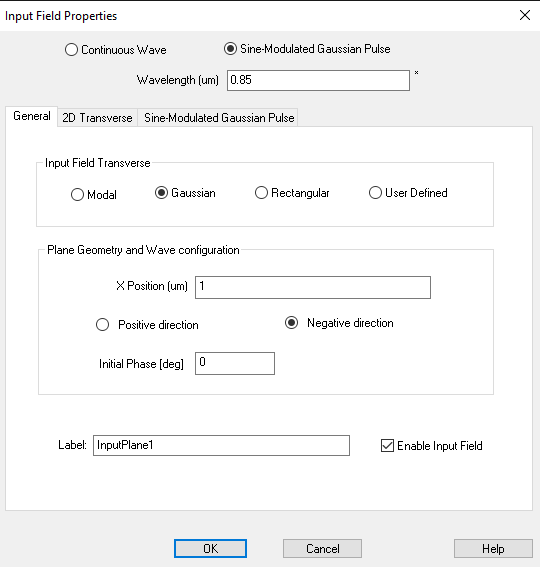 Input Field Properties
Continuous Wave Sine-Modulated Gaussian Pulse
Wavelength (um) 0.85 *
General 2D Transverse Sine-Modulated Gaussian Pulse
Input Field Transverse
Modal Gaussian Rectangular User Defined
Plane Geometry and Wave configuration
X Position (um) 1
Positive direction Negative direction
Initial Phase [deg] 0
Label: InputPlane1 Enable Input Field
OK Cancel Help